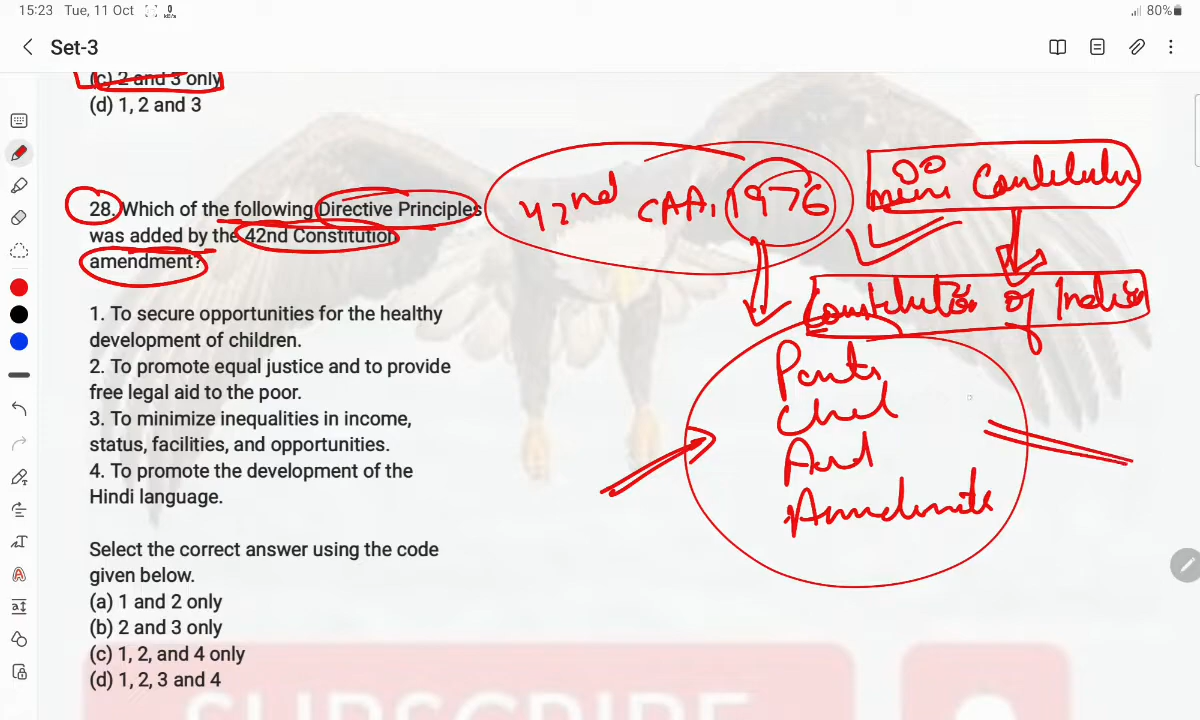 15:23 Tue, 11 Oct 80%
Set-3
(c) 2 and 3 only
(d) 1, 2 and 3
28. Which of the following Directive Principles
was added by the 42nd Constitution
amendment?
42nd CAA, 1976
mini
of India
1. To secure opportunities for the healthy
development of children.
2. To promote equal justice and to provide
free legal aid to the poor.
3. To minimize inequalities in income,
status, facilities, and opportunities.
4. To promote the development of the
Hindi language.
Select the correct answer using the code
given below.
(a) 1 and 2 only
(b) 2 and 3 only
(c) 1, 2, and 4 only
(d) 1, 2, 3 and 4
SUBSCRIBE